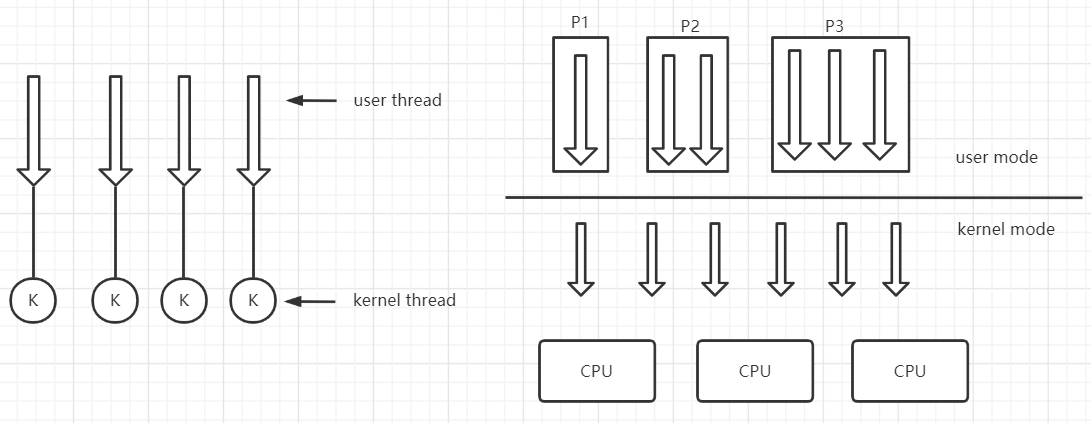 user thread
K
K
K
K
kernel thread
P1
P2
P3
user mode
kernel mode
CPU
CPU
CPU